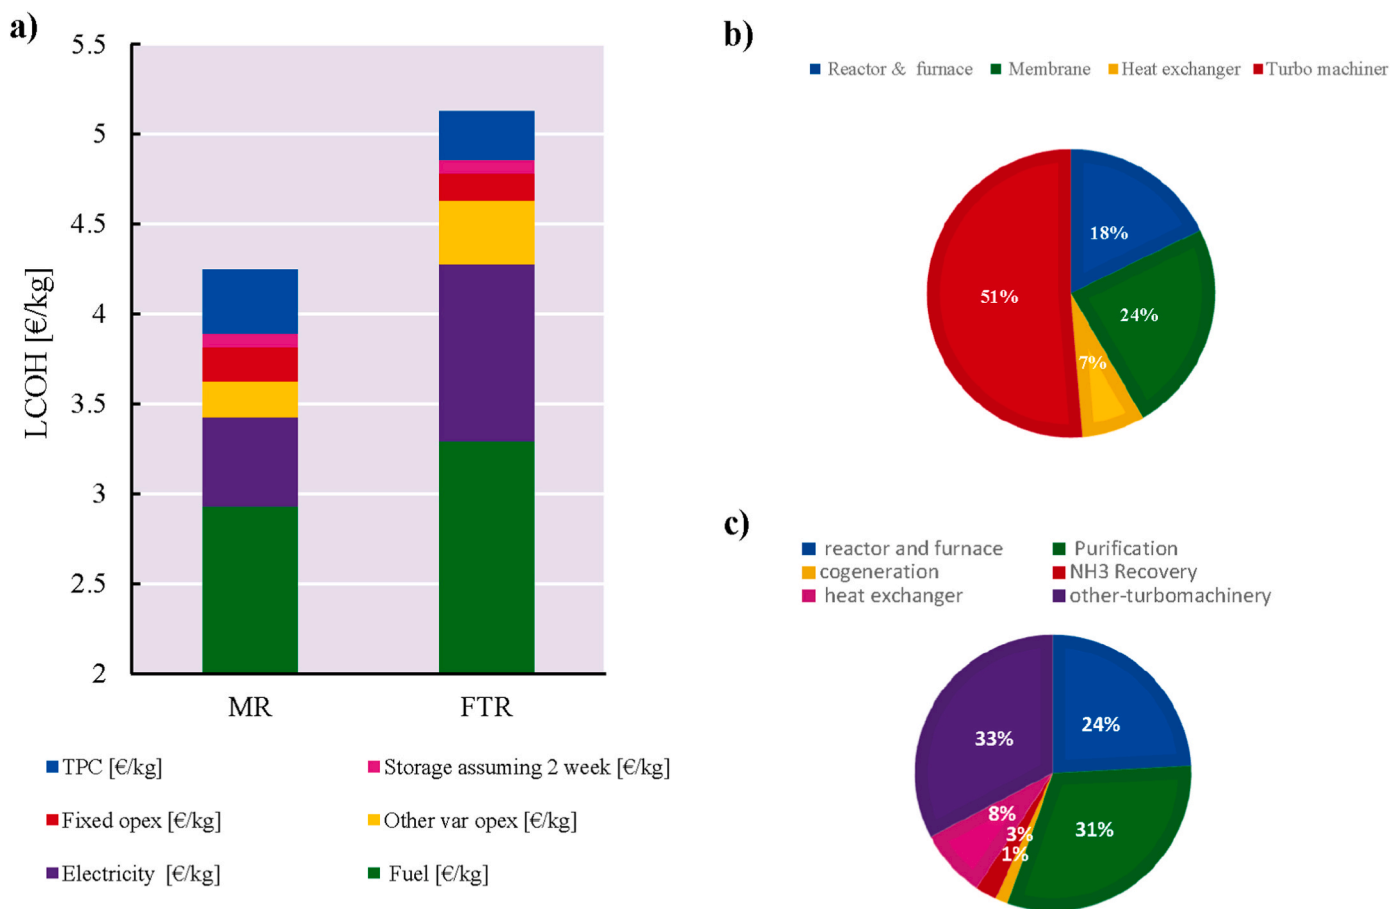 a)
5.5
5
4.5
4
3.5
3
2.5
2
LCOH [€/kg]
MR FTR
TPC [€/kg] Storage assuming 2 week [€/kg]
Fixed opex [€/kg] Other var opex [€/kg]
Electricity [€/kg] Fuel [€/kg]
b)
Reactor & furnace Membrane Heat exchanger Turbo machiner
18%
51%
24%
7%
c)
reactor and furnace Purification
cogeneration NH3 Recovery
heat exchanger other-turbomachinery
24%
33%
8%
3%
31%
1%